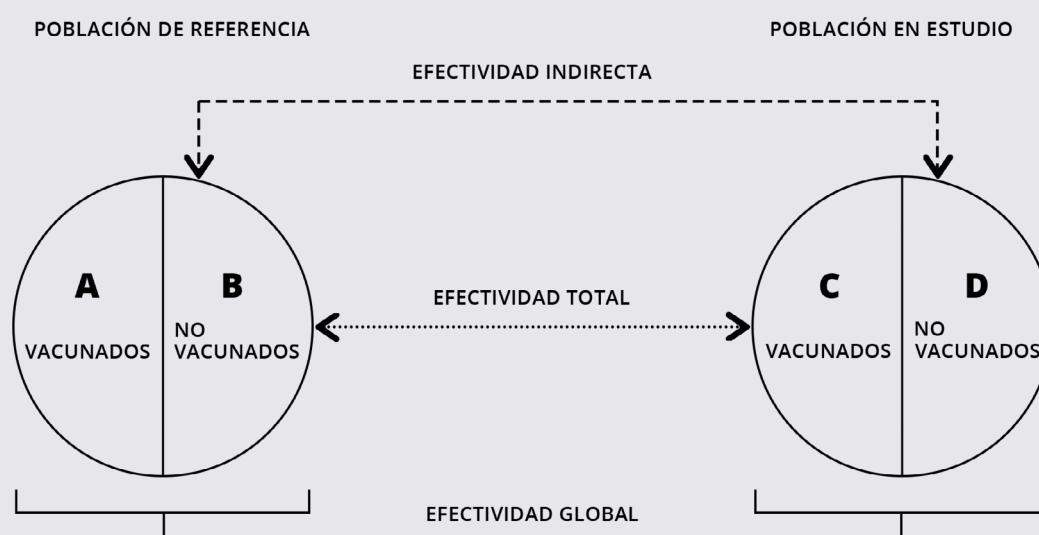 POBLACIÓN DE REFERENCIA
POBLACIÓN EN ESTUDIO
EFECTIVIDAD INDIRECTA
A
B
NO
VACUNADOS
VACUNADOS
EFECTIVIDAD TOTAL
C
D
NO
VACUNADOS
VACUNADOS
EFECTIVIDAD GLOBAL